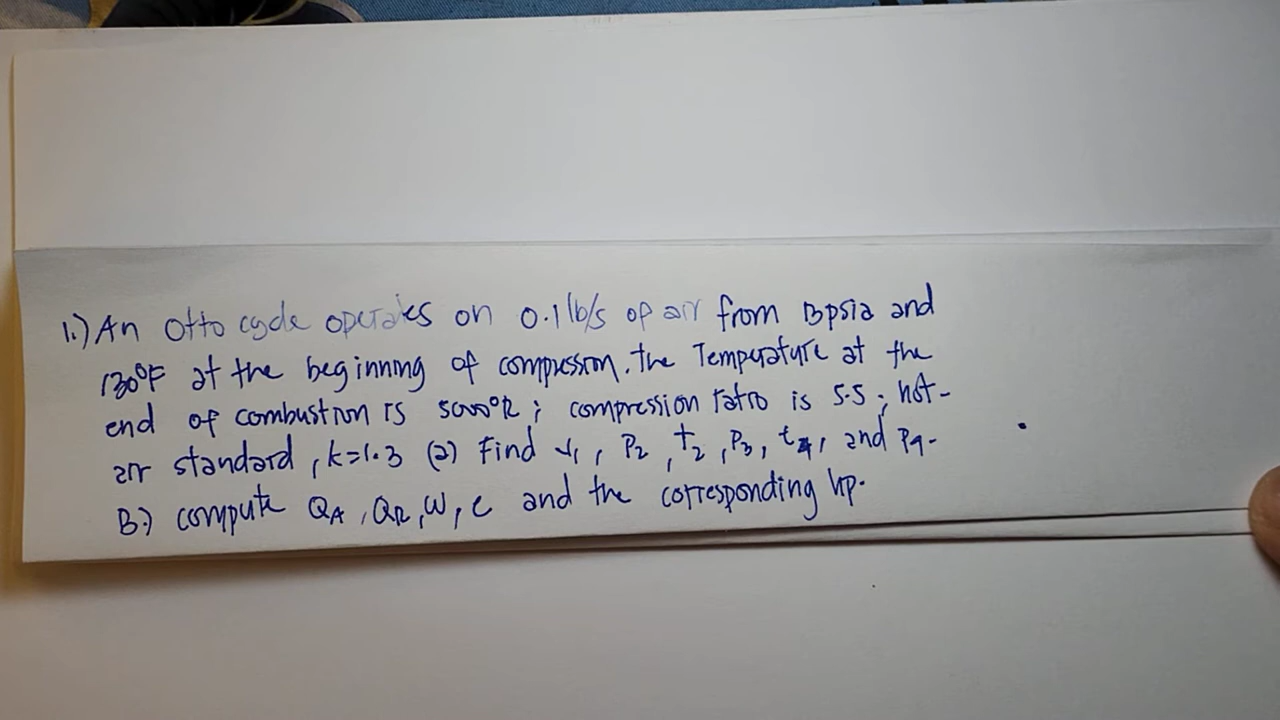 1.) An Otto cycle operates on 0.1 lb/s of air from 13psia and
130°F at the beginning of compression. the Temperature at the
end of combustion is 5000°R; compression ratio is 5.5; hot-
air standard, k=1.3 (a) Find V1, P2, t2, P3, t4, and P4.
B.) compute QA, QR, W, e and the corresponding hp.